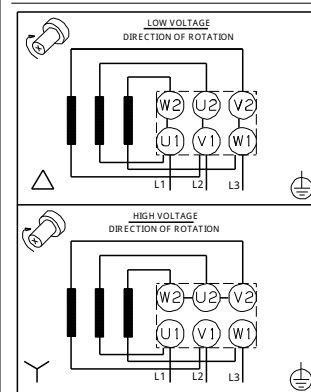 LOW VOLTAGE
DIRECTION OF ROTATION
W2 U2 V2
U1 V1 W1
L1 L2 L3
HIGH VOLTAGE
DIRECTION OF ROTATION
W2 U2 V2
U1 V1 W1
L1 L2 L3